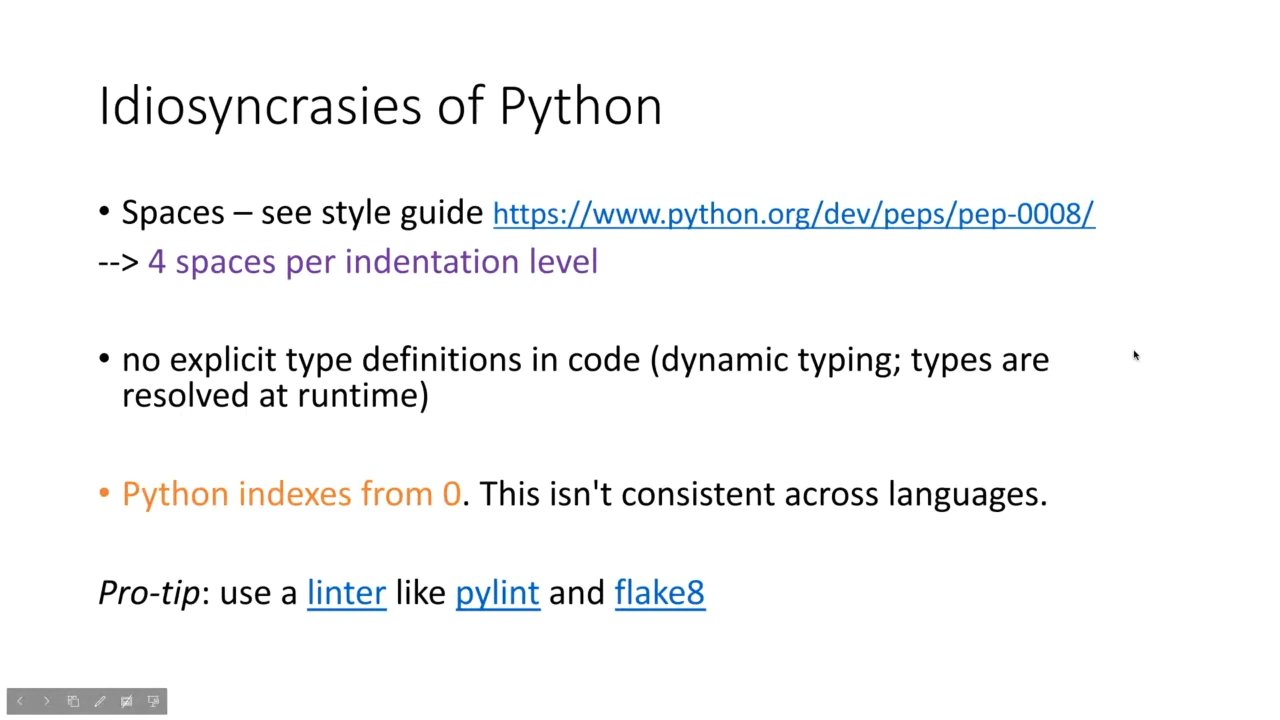 Idiosyncrasies of Python
• Spaces – see style guide https://www.python.org/dev/peps/pep-0008/
--> 4 spaces per indentation level
• no explicit type definitions in code (dynamic typing; types are
resolved at runtime)
• Python indexes from 0. This isn't consistent across languages.
Pro-tip: use a linter like pylint and flake8